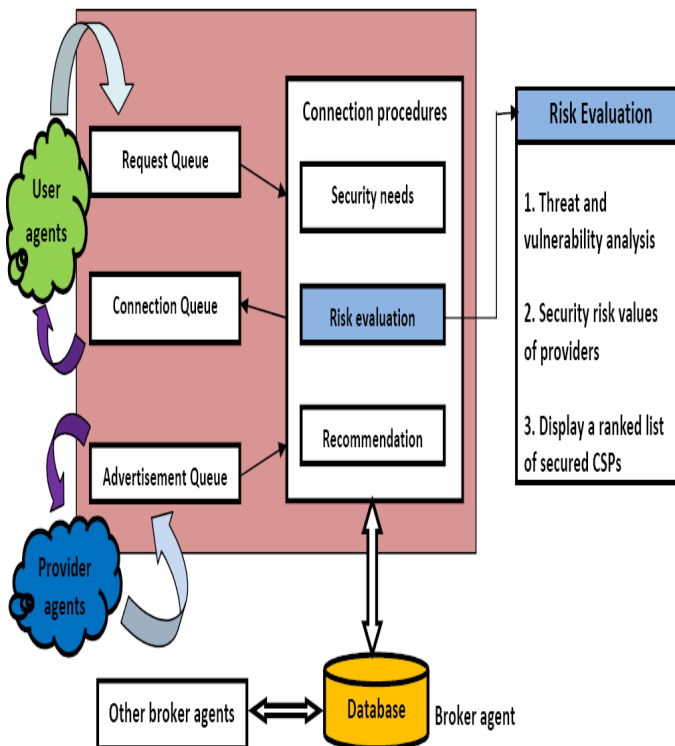 User
agents
Request Queue
Connection Queue
Advertisement Queue
Provider
agents
Connection procedures
Security needs
Risk evaluation
Recommendation
Risk Evaluation
1. Threat and
vulnerability analysis
2. Security risk values
of providers
3. Display a ranked list
of secured CSPs
Other broker agents
Database
Broker agent